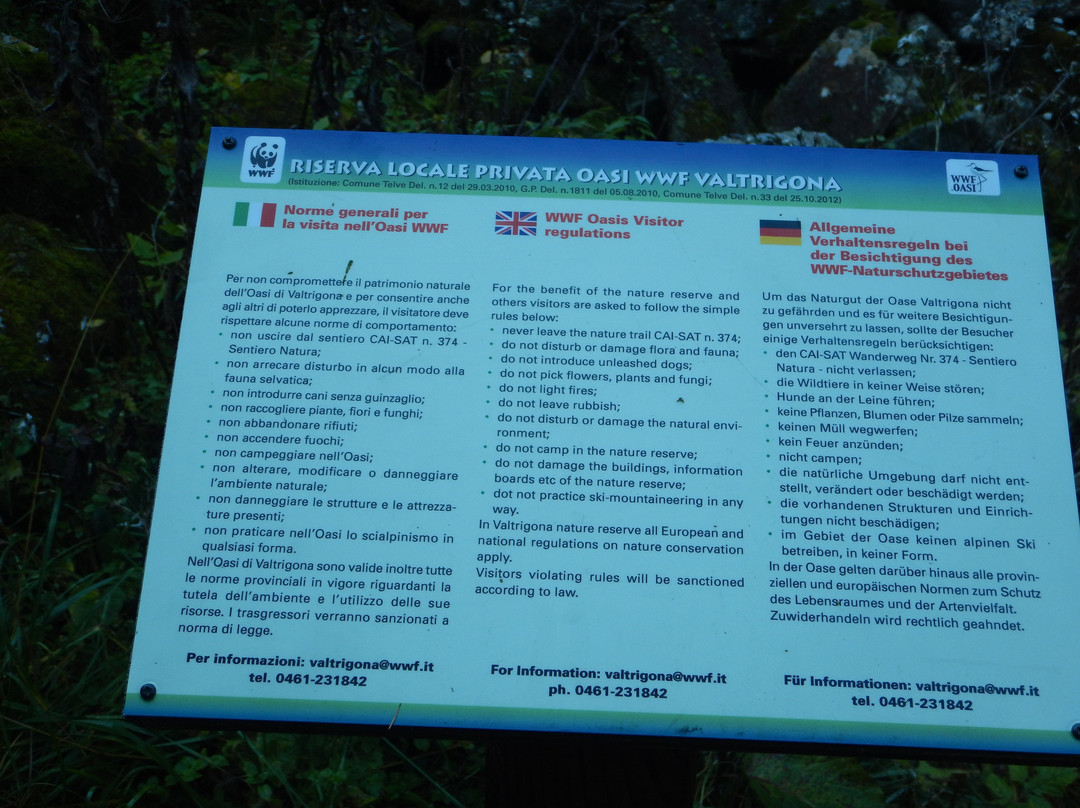 WWF
RISERVA LOCALE PRIVATA OASI WWF VALTRIGONA
(Istituzione: Comune Telve Del. n.12 del 29.03.2010, G.P. Del. n.1811 del 05.08.2010, Comune Telve Del. n.33 del 25.10.2012)
WWF
OASI
Norme generali per
la visita nell'Oasi WWF
Per non compromettere il patrimonio naturale
dell'Oasi di Valtrigona e per consentire anche
agli altri di poterlo apprezzare, il visitatore deve
rispettare alcune norme di comportamento:
• non uscire dal sentiero CAI-SAT n. 374 -
Sentiero Natura;
• non arrecare disturbo in alcun modo alla
fauna selvatica;
• non introdurre cani senza guinzaglio;
• non raccogliere piante, fiori e funghi;
• non abbandonare rifiuti;
• non accendere fuochi;
• non campeggiare nell'Oasi;
• non alterare, modificare o danneggiare
l'ambiente naturale;
• non danneggiare le strutture e le attrezza-
ture presenti;
• non praticare nell'Oasi lo scialpinismo in
qualsiasi forma.
Nell'Oasi di Valtrigona sono valide inoltre tutte
le norme provinciali in vigore riguardanti la
tutela dell'ambiente e l'utilizzo delle sue
risorse. I trasgressori verranno sanzionati a
norma di legge.
Per informazioni: valtrigona@wwf.it
tel. 0461-231842
WWF Oasis Visitor
regulations
For the benefit of the nature reserve and
others visitors are asked to follow the simple
rules below:
• never leave the nature trail CAI-SAT n. 374;
• do not disturb or damage flora and fauna;
• do not introduce unleashed dogs;
• do not pick flowers, plants and fungi;
• do not light fires;
• do not leave rubbish;
• do not disturb or damage the natural envi-
ronment;
• do not camp in the nature reserve;
• do not damage the buildings, information
boards etc of the nature reserve;
• dot not practice ski-mountaineering in any
way.
In Valtrigona nature reserve all European and
national regulations on nature conservation
apply.
Visitors violating rules will be sanctioned
according to law.
For Information: valtrigona@wwf.it
ph. 0461-231842
Allgemeine
Verhaltensregeln bei
der Besichtigung des
WWF-Naturschutzgebietes
Um das Naturgut der Oase Valtrigona nicht
zu gefährden und es für weitere Besichtigun-
gen unversehrt zu lassen, sollte der Besucher
einige Verhaltensregeln berücksichtigen:
• den CAI-SAT Wanderweg Nr. 374 - Sentiero
Natura - nicht verlassen;
• die Wildtiere in keiner Weise stören;
• Hunde an der Leine führen;
• keine Pflanzen, Blumen oder Pilze sammeln;
• keinen Müll wegwerfen;
• kein Feuer anzünden;
• nicht campen;
• die natürliche Umgebung darf nicht ent-
stellt, verändert oder beschädigt werden;
• die vorhandenen Strukturen und Einrich-
tungen nicht beschädigen;
• im Gebiet der Oase keinen alpinen Ski
betreiben, in keiner Form.
In der Oase gelten darüber hinaus alle provin-
ziellen und europäischen Normen zum Schutz
des Lebensraumes und der Artenvielfalt.
Zuwiderhandeln wird rechtlich geahndet.
Für Informationen: valtrigona@wwf.it
tel. 0461-231842